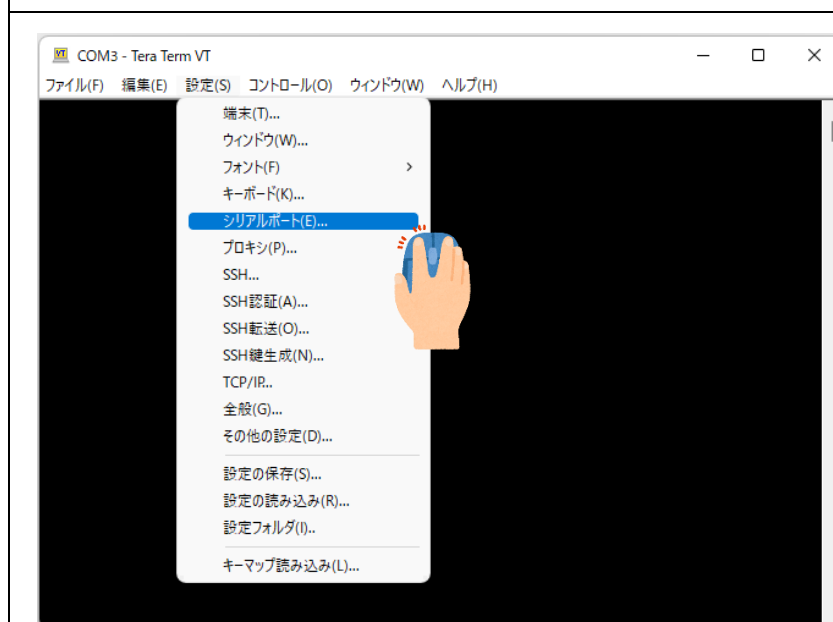 COM3 - Tera Term VT
ファイル(F) 編集(E) 設定(S) コントロール(O) ウィンドウ(W) ヘルプ(H)
端末(T)...
ウィンドウ(W)...
フォント(F)
キーボード(K)...
シリアルポート(E)...
プロキシ(P)...
SSH...
SSH認証(A)...
SSH転送(O)...
SSH鍵生成(N)...
TCP/IP...
全般(G)...
その他の設定(D)...
設定の保存(S)...
設定の読み込み(R)...
設定フォルダ(I)..
キーマップ読み込み(L)...